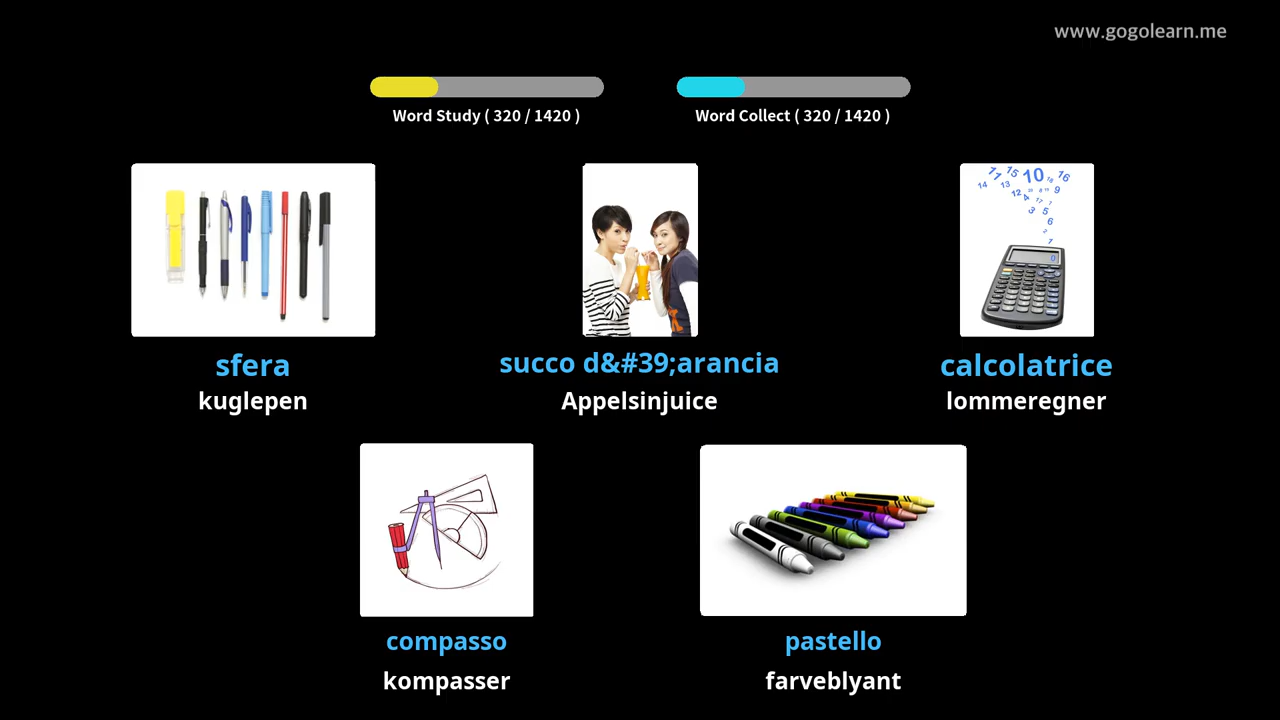 www.gogolearn.me
Word Study ( 320 / 1420 )
Word Collect ( 320 / 1420 )
sfera
kuglepen
succo d&#39;arancia
Appelsinjuice
calcolatrice
lommeregner
compasso
kompasser
pastello
farveblyant